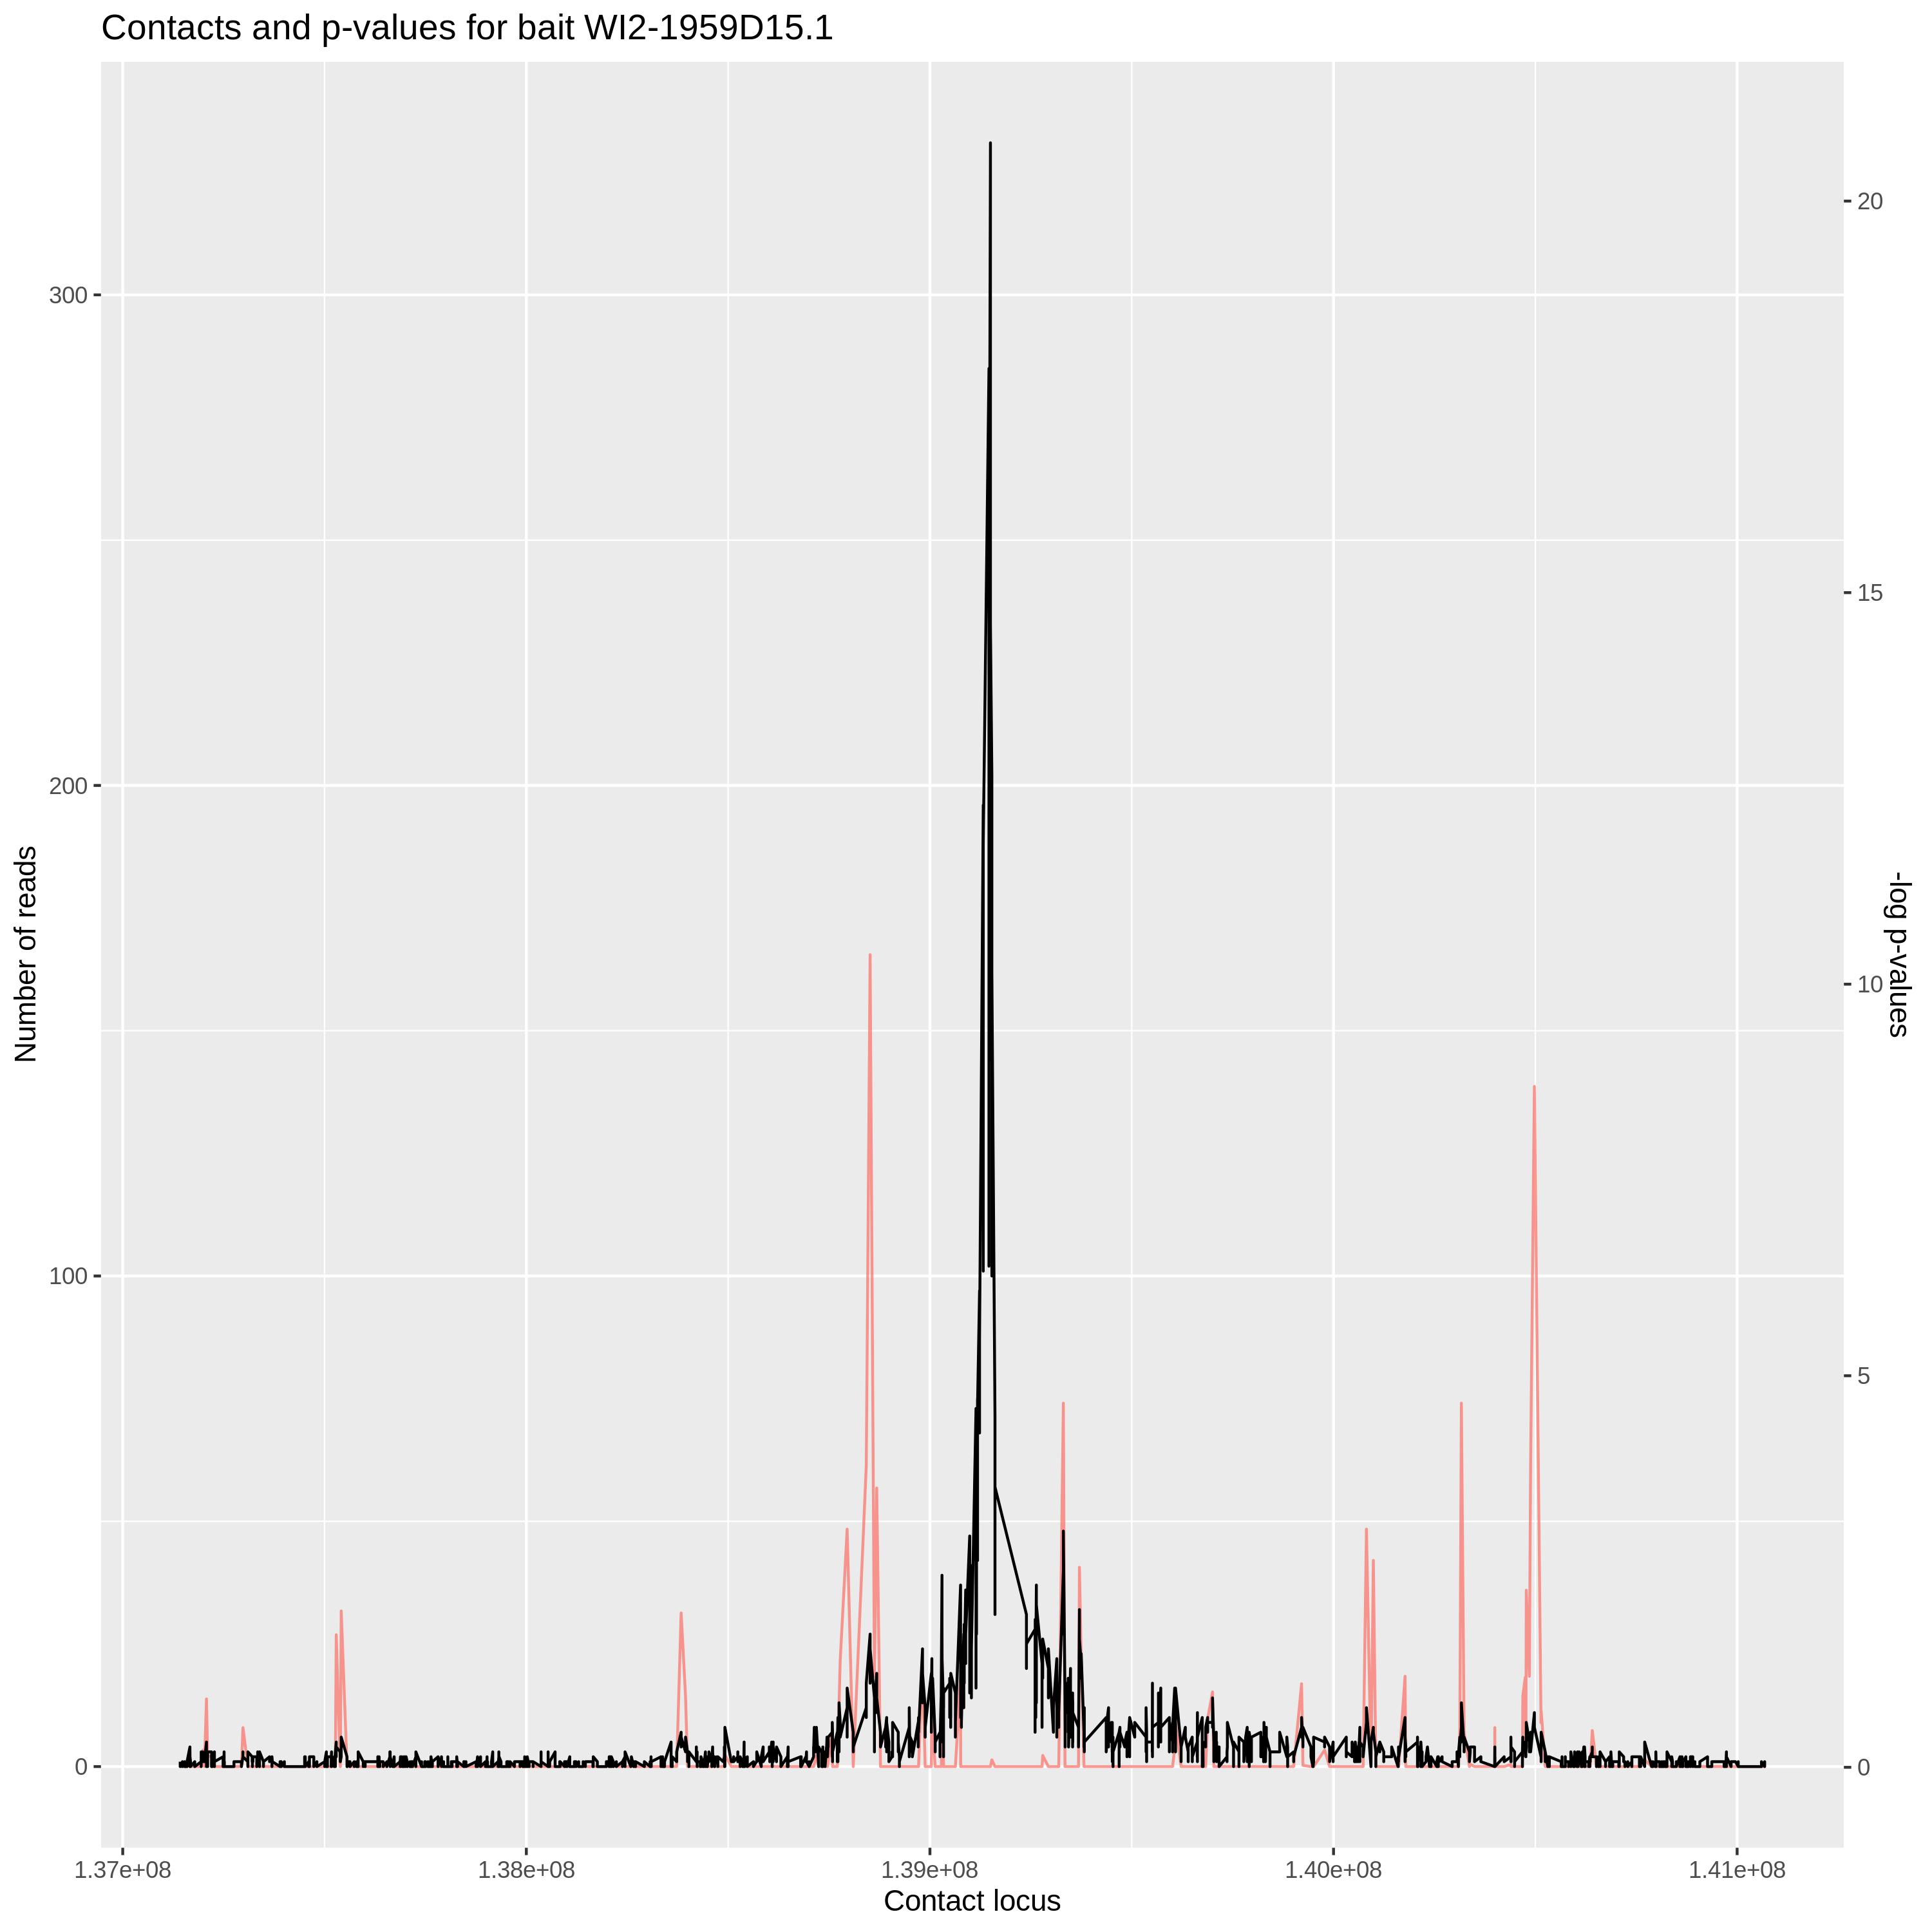 Contacts and p-values for bait WI2-1959D15.1
Number of reads
300
200
100
0
20
15
10
5
0
-log p-values
1.37e+08
1.38e+08
1.39e+08
1.40e+08
1.41e+08
Contact locus